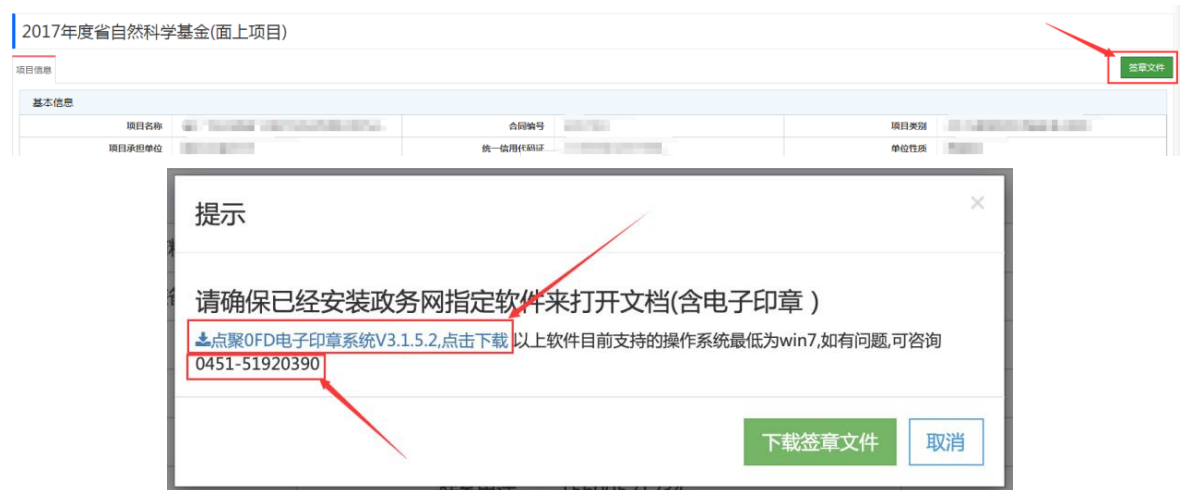 2017年度省自然科学基金(面上项目)
项目信息
签章文件
基本信息
项目名称 合同编号 项目类别
项目承担单位 统一信用代码证 单位性质
提示
×
请确保已经安装政务网指定软件来打开文档(含电子印章 )
点聚0FD电子印章系统V3.1.5.2,点击下载 以上软件目前支持的操作系统最低为win7,如有问题,可咨询
0451-51920390
下载签章文件 取消